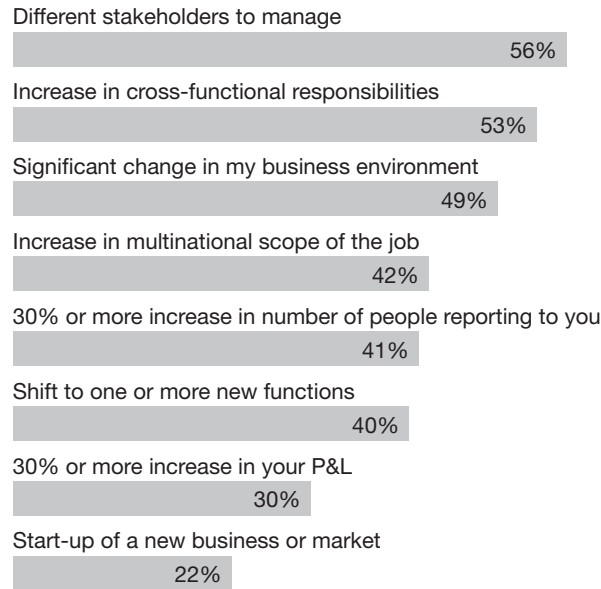 Different stakeholders to manage
56%
Increase in cross-functional responsibilities
53%
Significant change in my business environment
49%
Increase in multinational scope of the job
42%
30% or more increase in number of people reporting to you
41%
Shift to one or more new functions
40%
30% or more increase in your P&L
30%
Start-up of a new business or market
22%